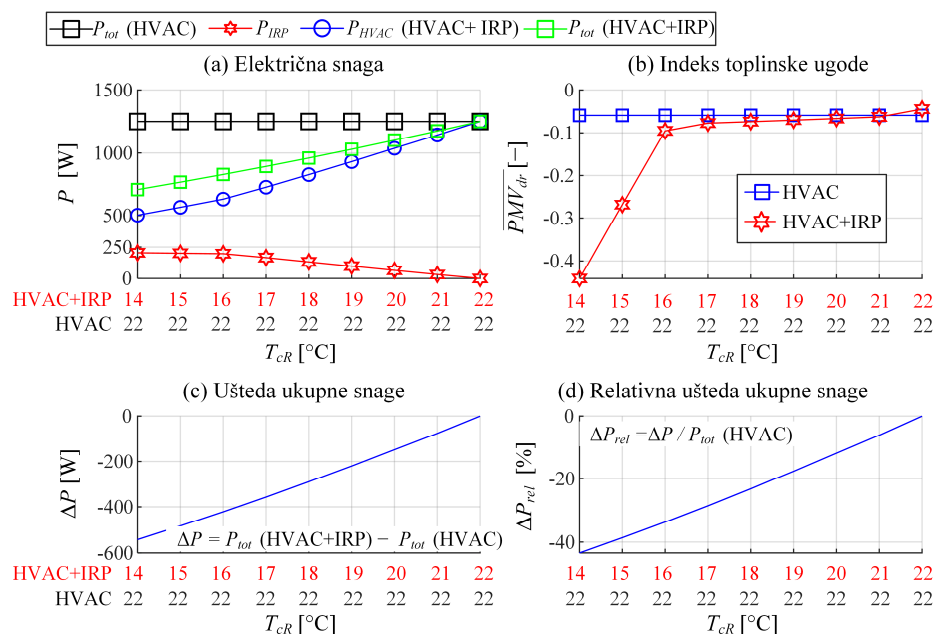 P_tot (HVAC) P_IRP P_HVAC (HVAC+ IRP) P_tot (HVAC+IRP)
(a) Električna snaga
1500
1250
1000
750
500
250
0
P [W]
HVAC+IRP 14 15 16 17 18 19 20 21 22
HVAC 22 22 22 22 22 22 22 22 22
T_cR [°C]
(b) Indeks toplinske ugode
0
-0.1
-0.2
-0.3
-0.4
PMV_dr [−]
HVAC
HVAC+IRP
14 15 16 17 18 19 20 21 22
22 22 22 22 22 22 22 22 22
T_cR [°C]
(c) Ušteda ukupne snage
0
-200
-400
-600
ΔP [W]
ΔP = P_tot (HVAC+IRP) − P_tot (HVAC)
HVAC+IRP 14 15 16 17 18 19 20 21 22
HVAC 22 22 22 22 22 22 22 22 22
T_cR [°C]
(d) Relativna ušteda ukupne snage
0
-20
-40
ΔP_rel [%]
ΔP_rel −ΔP / P_tot (HVAC)
14 15 16 17 18 19 20 21 22
22 22 22 22 22 22 22 22 22
T_cR [°C]